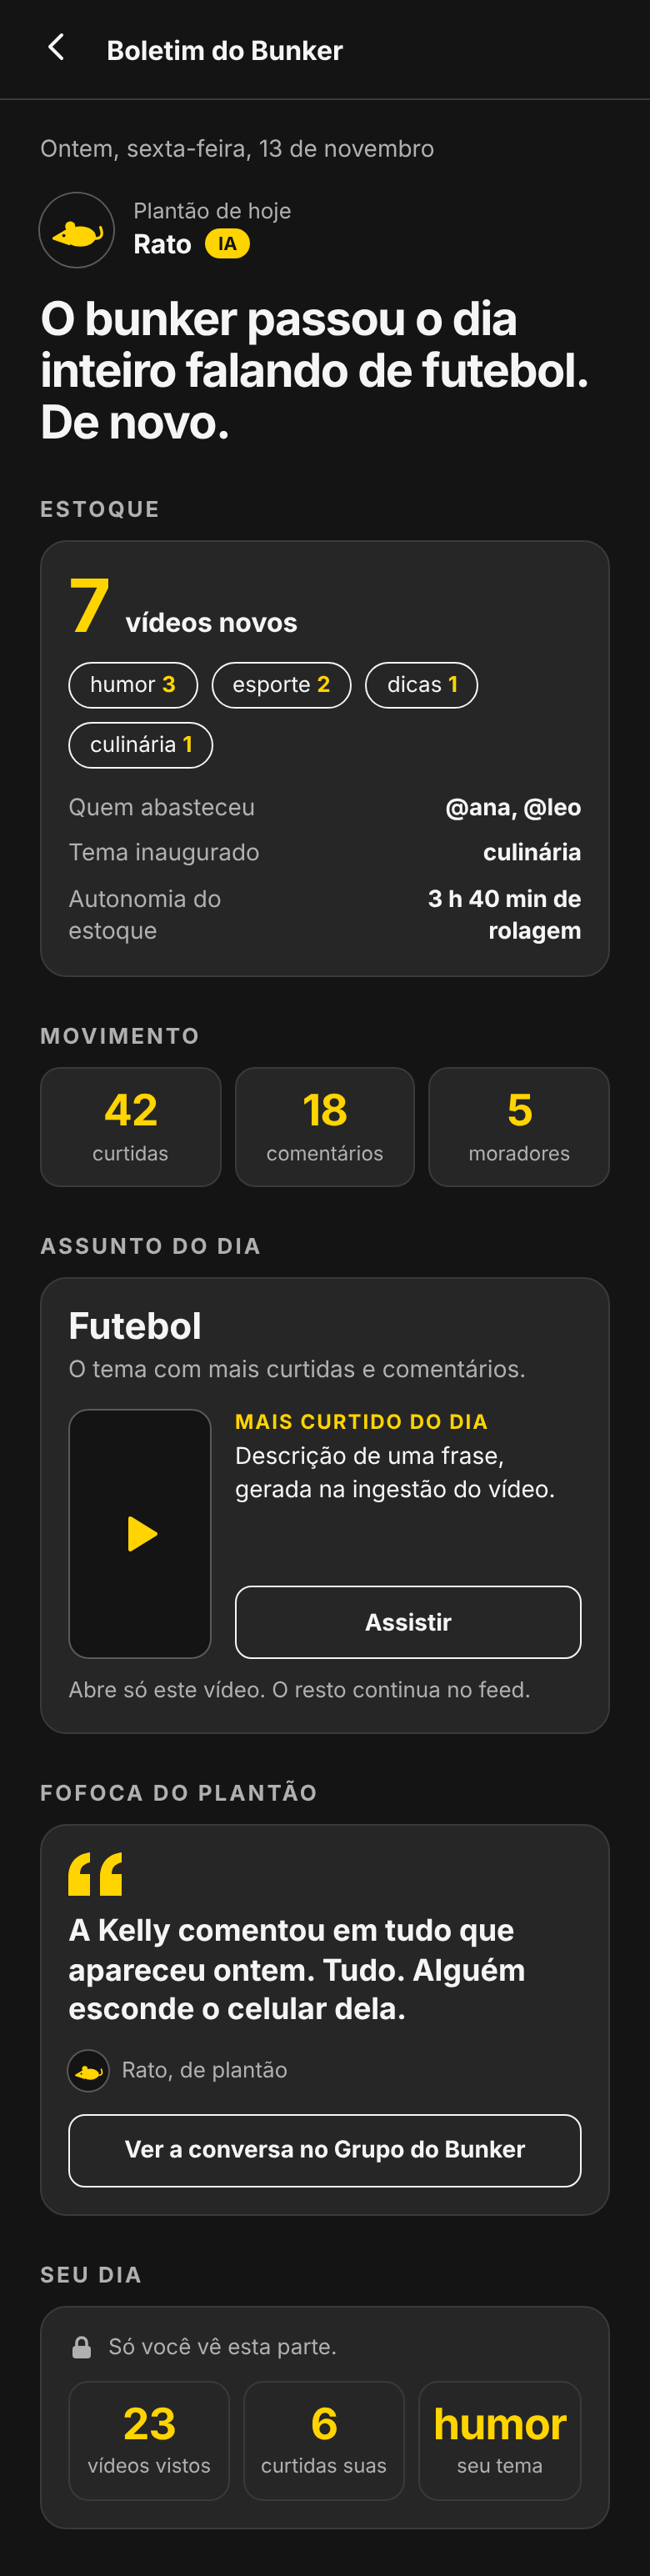 Boletim do Bunker
Ontem, sexta-feira, 13 de novembro
Plantão de hoje
Rato IA
O bunker passou o dia
inteiro falando de futebol.
De novo.
ESTOQUE
7 vídeos novos
humor 3 esporte 2 dicas 1
culinária 1
Quem abasteceu @ana, @leo
Tema inaugurado culinária
Autonomia do 3 h 40 min de
estoque rolagem
MOVIMENTO
42 18 5
curtidas comentários moradores
ASSUNTO DO DIA
Futebol
O tema com mais curtidas e comentários.
MAIS CURTIDO DO DIA
Descrição de uma frase,
gerada na ingestão do vídeo.
Assistir
Abre só este vídeo. O resto continua no feed.
FOFOCA DO PLANTÃO
“
A Kelly comentou em tudo que
apareceu ontem. Tudo. Alguém
esconde o celular dela.
Rato, de plantão
Ver a conversa no Grupo do Bunker
SEU DIA
Só você vê esta parte.
23 6 humor
vídeos vistos curtidas suas seu tema